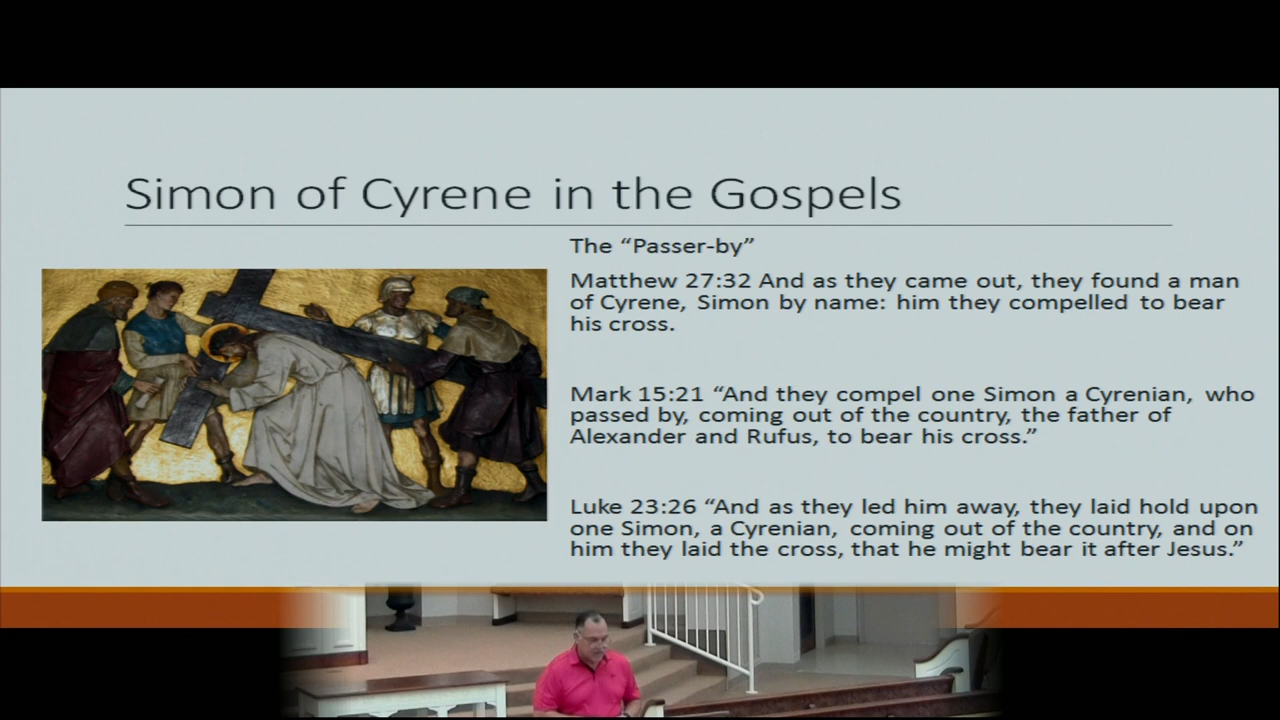 Simon of Cyrene in the Gospels
The “Passer-by”
Matthew 27:32 And as they came out, they found a man
of Cyrene, Simon by name: him they compelled to bear
his cross.
Mark 15:21 “And they compel one Simon a Cyrenian, who
passed by, coming out of the country, the father of
Alexander and Rufus, to bear his cross.”
Luke 23:26 “And as they led him away, they laid hold upon
one Simon, a Cyrenian, coming out of the country, and on
him they laid the cross, that he might bear it after Jesus.”